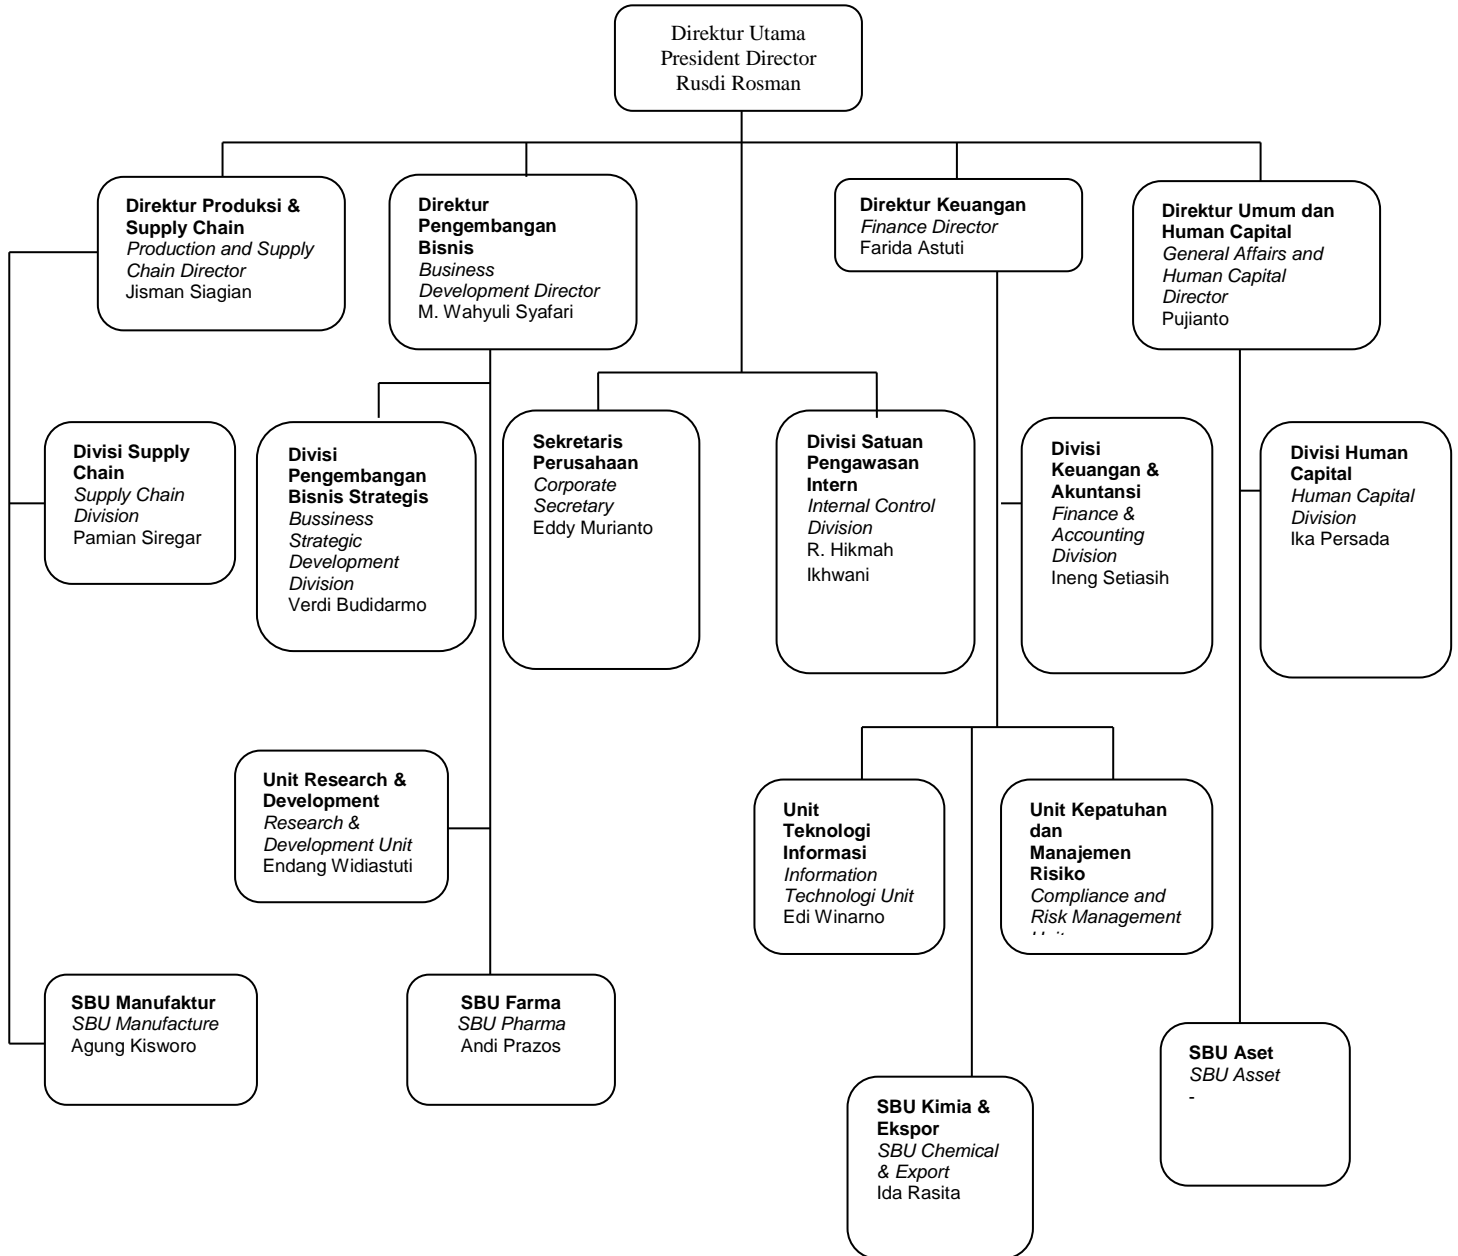 Direktur Utama
President Director
Rusdi Rosman
Direktur Produksi &
Supply Chain
Production and Supply
Chain Director
Jisman Siagian
Direktur
Pengembangan
Bisnis
Business
Development Director
M. Wahyuli Syafari
Direktur Keuangan
Finance Director
Farida Astuti
Direktur Umum dan
Human Capital
General Affairs and
Human Capital
Director
Pujianto
Divisi Supply
Chain
Supply Chain
Division
Pamian Siregar
Divisi
Pengembangan
Bisnis Strategis
Bussiness
Strategic
Development
Division
Verdi Budidarmo
Sekretaris
Perusahaan
Corporate
Secretary
Eddy Murianto
Divisi Satuan
Pengawasan
Intern
Internal Control
Division
R. Hikmah
Ikhwani
Divisi
Keuangan &
Akuntansi
Finance &
Accounting
Division
Ineng Setiasih
Divisi Human
Capital
Human Capital
Division
Ika Persada
Unit Research &
Development
Research &
Development Unit
Endang Widiastuti
Unit
Teknologi
Informasi
Information
Technologi Unit
Edi Winarno
Unit Kepatuhan
dan
Manajemen
Risiko
Compliance and
Risk Management
SBU Manufaktur
SBU Manufacture
Agung Kisworo
SBU Farma
SBU Pharma
Andi Prazos
SBU Kimia &
Ekspor
SBU Chemical
& Export
Ida Rasita
SBU Aset
SBU Asset
-